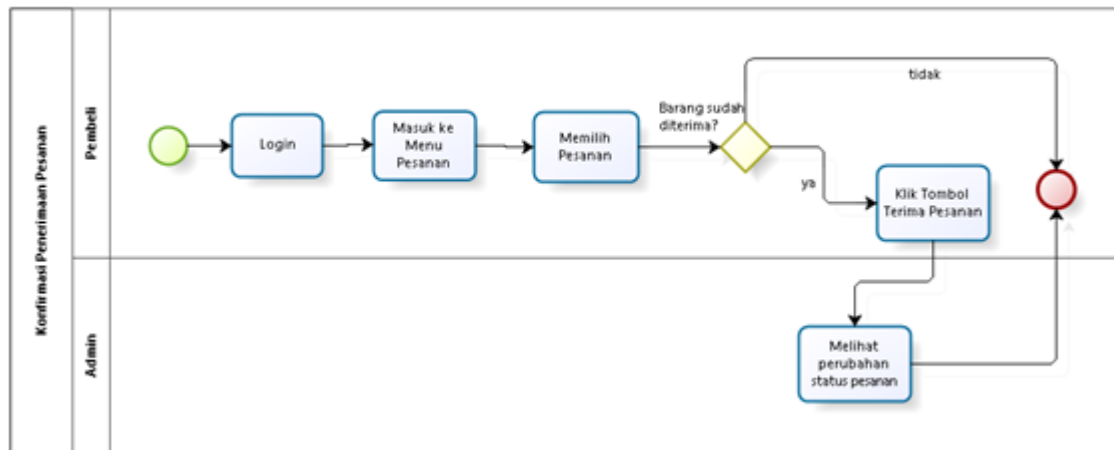 Konfirmasi Penerimaan Pesanan
Pembeli
Login
Masuk ke
Menu
Pesanan
Memilih
Pesanan
Barang sudah
diterima?
tidak
ya
Klik Tombol
Terima Pesanan
Admin
Melihat
perubahan
status pesanan